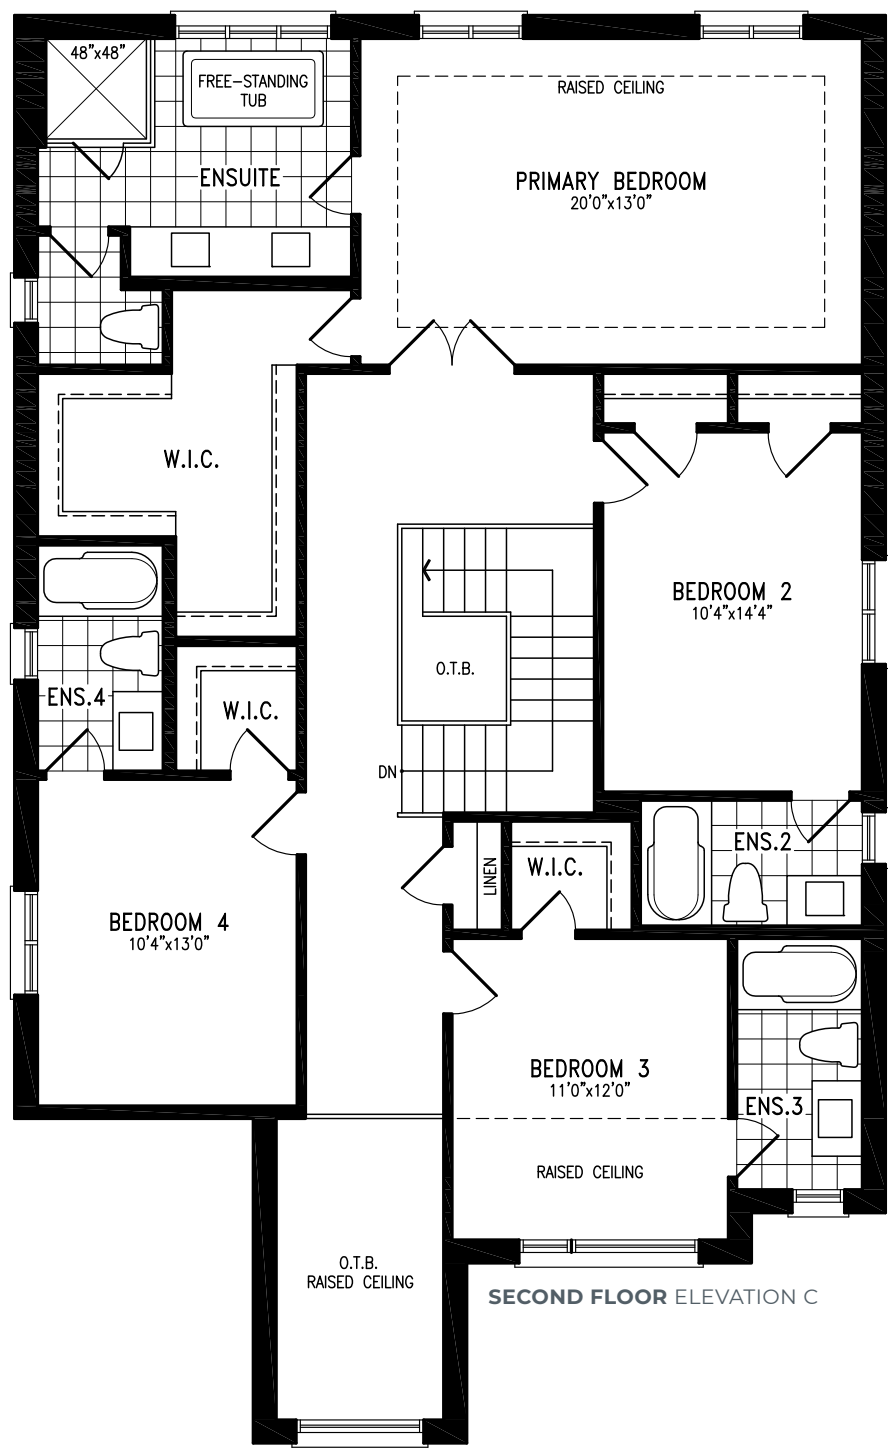 48"x48"
FREE-STANDING
TUB
RAISED CEILING
ENSUITE
PRIMARY BEDROOM
20'0"x13'0"
W.I.C.
BEDROOM 2
10'4"x14'4"
O.T.B.
ENS.4
W.I.C.
DN
ENS.2
LINEN
W.I.C.
BEDROOM 4
10'4"x13'0"
BEDROOM 3
11'0"x12'0"
ENS.3
RAISED CEILING
O.T.B.
RAISED CEILING
SECOND FLOOR ELEVATION C